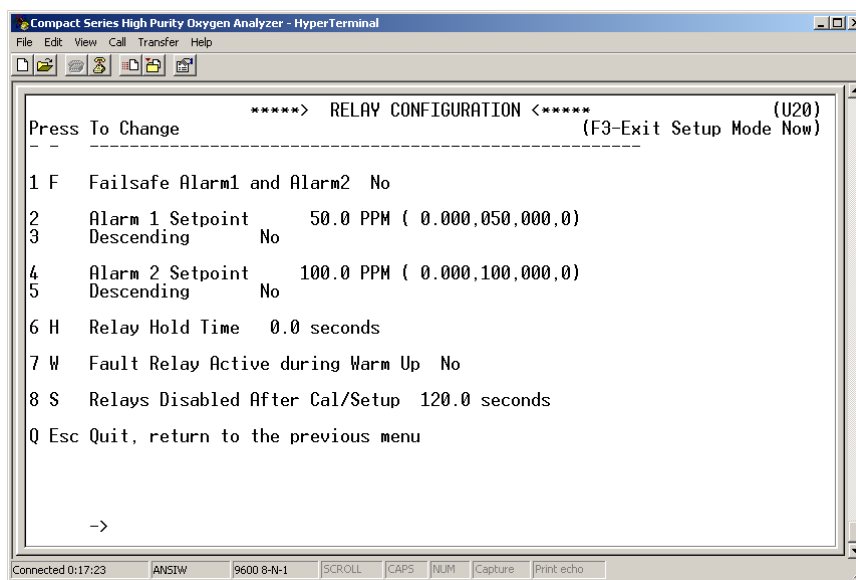 Compact Series High Purity Oxygen Analyzer - HyperTerminal
File Edit View Call Transfer Help
*****> RELAY CONFIGURATION <***** (U20)
Press To Change (F3-Exit Setup Mode Now)
- - -------------------------------------------------------
1 F Failsafe Alarm1 and Alarm2 No
2 Alarm 1 Setpoint 50.0 PPM ( 0.000,050,000,0)
3 Descending No
4 Alarm 2 Setpoint 100.0 PPM ( 0.000,100,000,0)
5 Descending No
6 H Relay Hold Time 0.0 seconds
7 W Fault Relay Active during Warm Up No
8 S Relays Disabled After Cal/Setup 120.0 seconds
Q Esc Quit, return to the previous menu
->
Connected 0:17:23 ANSIW 9600 8-N-1 SCROLL CAPS NUM Capture Print echo